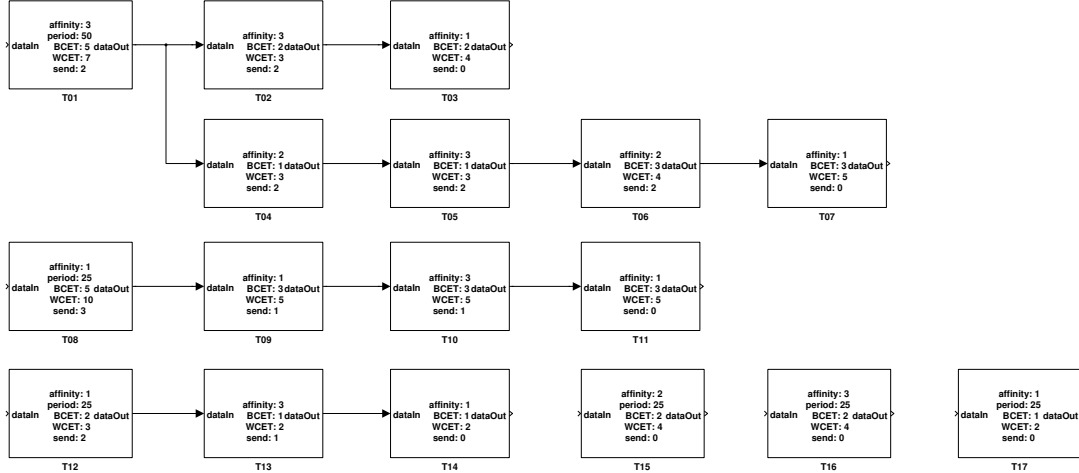 affinity: 3
period: 50
dataIn BCET: 5 dataOut
WCET: 7
send: 2
T01
affinity: 3
dataIn BCET: 2 dataOut
WCET: 3
send: 2
T02
affinity: 1
dataIn BCET: 2 dataOut
WCET: 4
send: 0
T03
affinity: 2
dataIn BCET: 1 dataOut
WCET: 3
send: 2
T04
affinity: 3
dataIn BCET: 1 dataOut
WCET: 3
send: 2
T05
affinity: 2
dataIn BCET: 3 dataOut
WCET: 4
send: 2
T06
affinity: 1
dataIn BCET: 3 dataOut
WCET: 5
send: 0
T07
affinity: 1
period: 25
dataIn BCET: 5 dataOut
WCET: 10
send: 3
T08
affinity: 1
dataIn BCET: 3 dataOut
WCET: 5
send: 1
T09
affinity: 3
dataIn BCET: 3 dataOut
WCET: 5
send: 1
T10
affinity: 1
dataIn BCET: 3 dataOut
WCET: 5
send: 0
T11
affinity: 1
period: 25
dataIn BCET: 2 dataOut
WCET: 3
send: 2
T12
affinity: 3
dataIn BCET: 1 dataOut
WCET: 2
send: 1
T13
affinity: 1
dataIn BCET: 1 dataOut
WCET: 2
send: 0
T14
affinity: 2
period: 25
dataIn BCET: 2 dataOut
WCET: 4
send: 0
T15
affinity: 3
period: 25
dataIn BCET: 2 dataOut
WCET: 4
send: 0
T16
affinity: 1
period: 25
dataIn BCET: 1 dataOut
WCET: 2
send: 0
T17